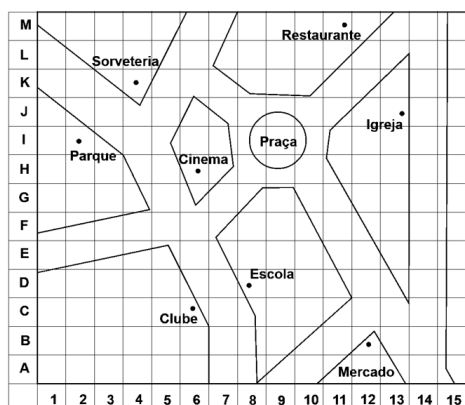 M
Restaurante
L
Sorveteria
K
J
Igreja
I
Praça
Parque
Cinema
H
G
F
E
Escola
D
C
Clube
B
Mercado
A
1 2 3 4 5 6 7 8 9 10 11 12 13 14 15